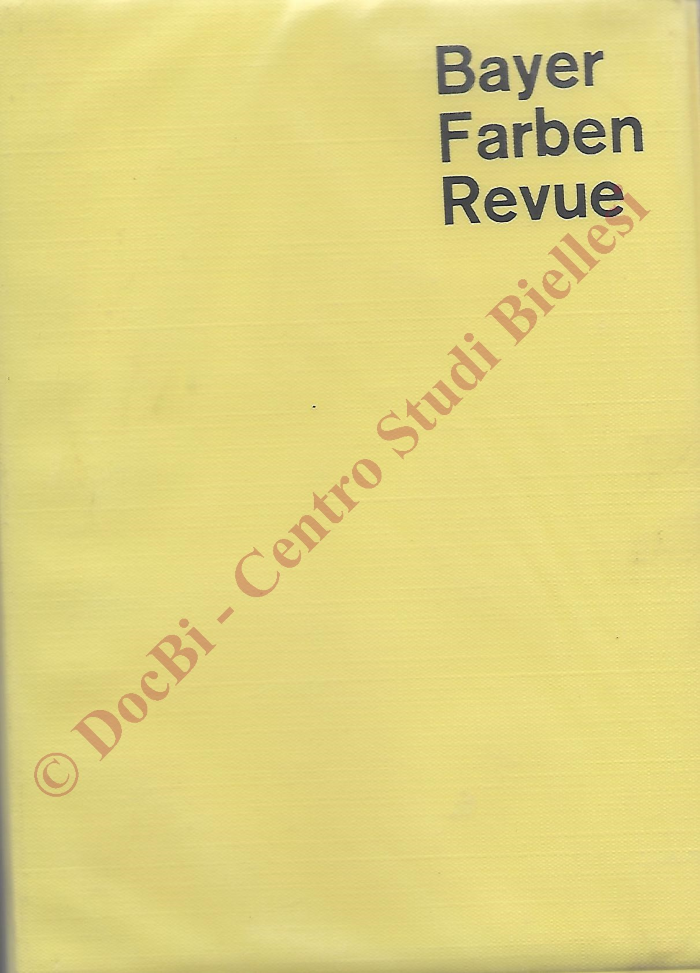 Bayer
Farben
Revue
© DocBi - Centro Studi Biellesi